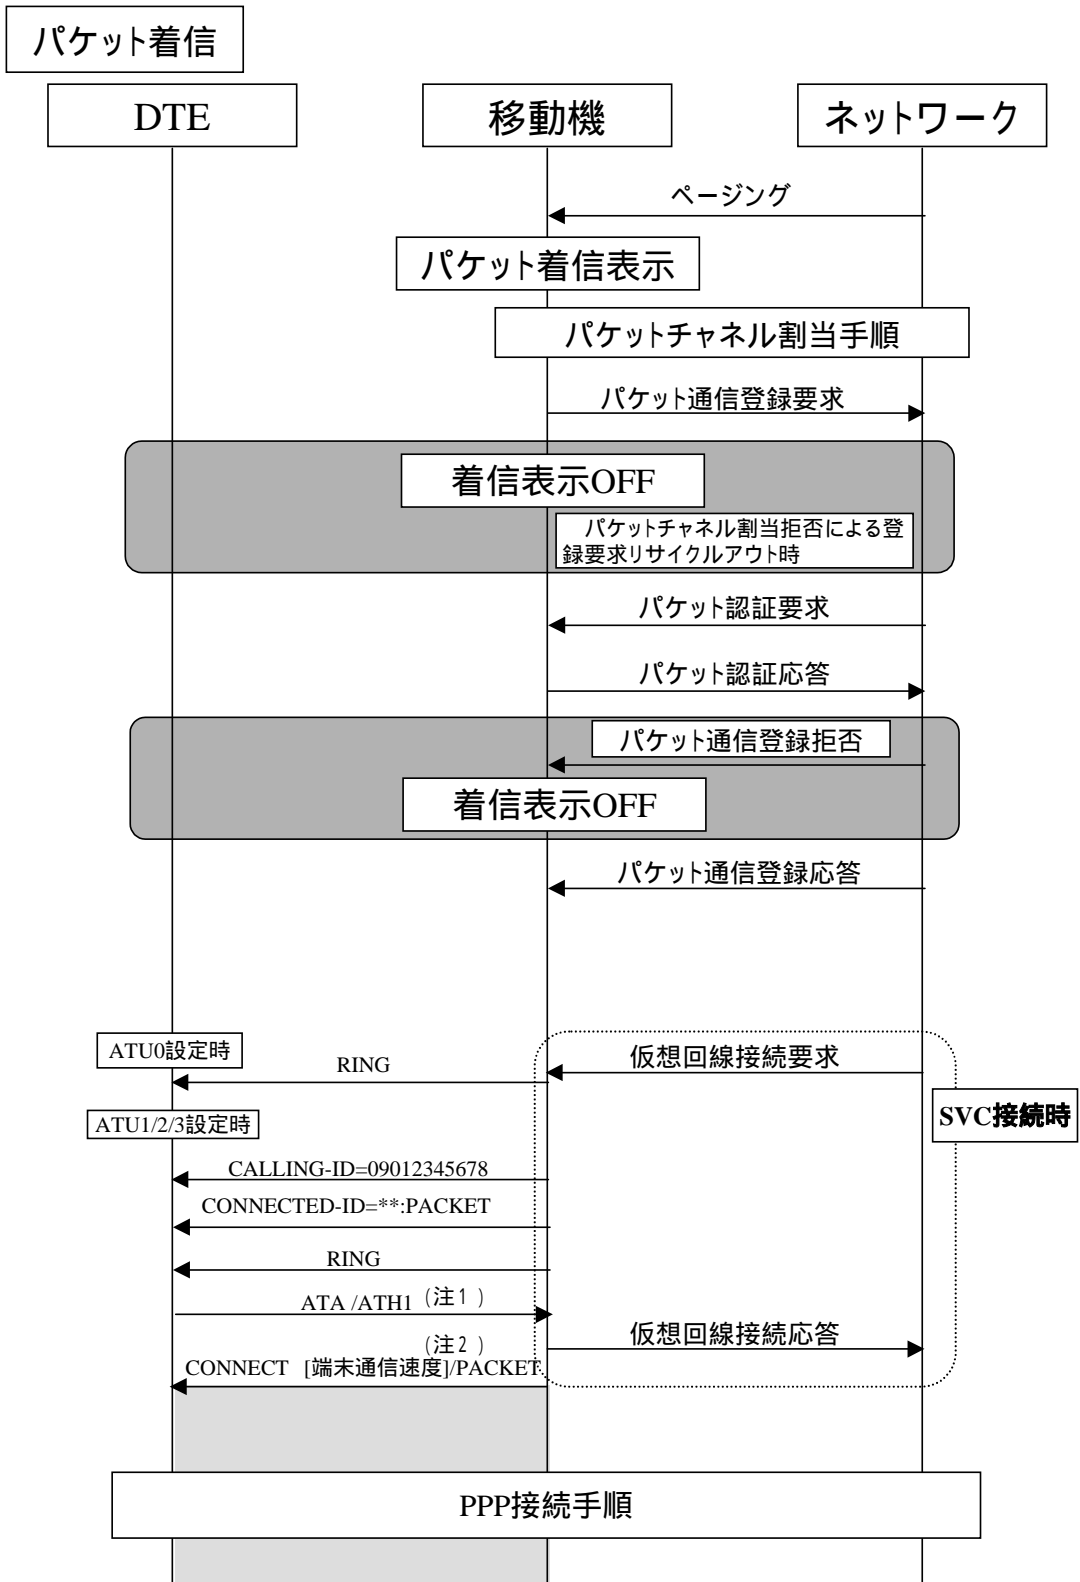 パケット着信
DTE
移動機
ネットワーク
ページング
パケット着信表示
パケットチャネル割当手順
パケット通信登録要求
着信表示OFF
パケットチャネル割当拒否による登
録要求リサイクルアウト時
パケット認証要求
パケット認証応答
パケット通信登録拒否
着信表示OFF
パケット通信登録応答
ATU0設定時
RING
仮想回線接続要求
ATU1/2/3設定時
SVC接続時
CALLING-ID=09012345678
CONNECTED-ID=**:PACKET
RING
ATA /ATH1 (注1)
(注2)
仮想回線接続応答
CONNECT [端末通信速度]/PACKET
PPP接続手順